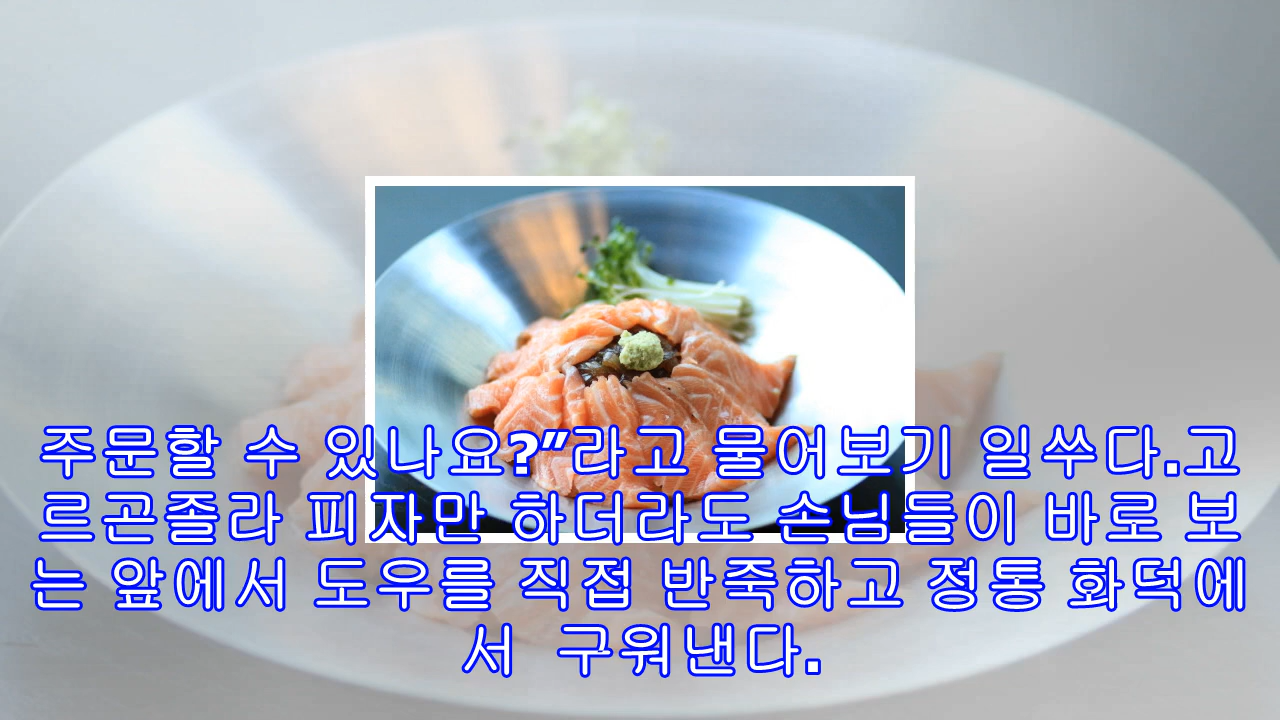 주문할 수 있나요?”라고 물어보기 일쑤다.고
르곤졸라 피자만 하더라도 손님들이 바로 보
는 앞에서 도우를 직접 반죽하고 정통 화덕에
서 구워낸다.